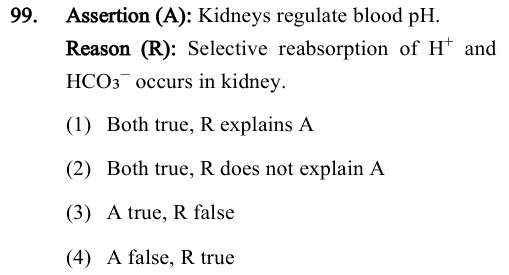 99. Assertion (A): Kidneys regulate blood pH.
Reason (R): Selective reabsorption of H⁺ and
HCO₃⁻ occurs in kidney.
(1) Both true, R explains A
(2) Both true, R does not explain A
(3) A true, R false
(4) A false, R true